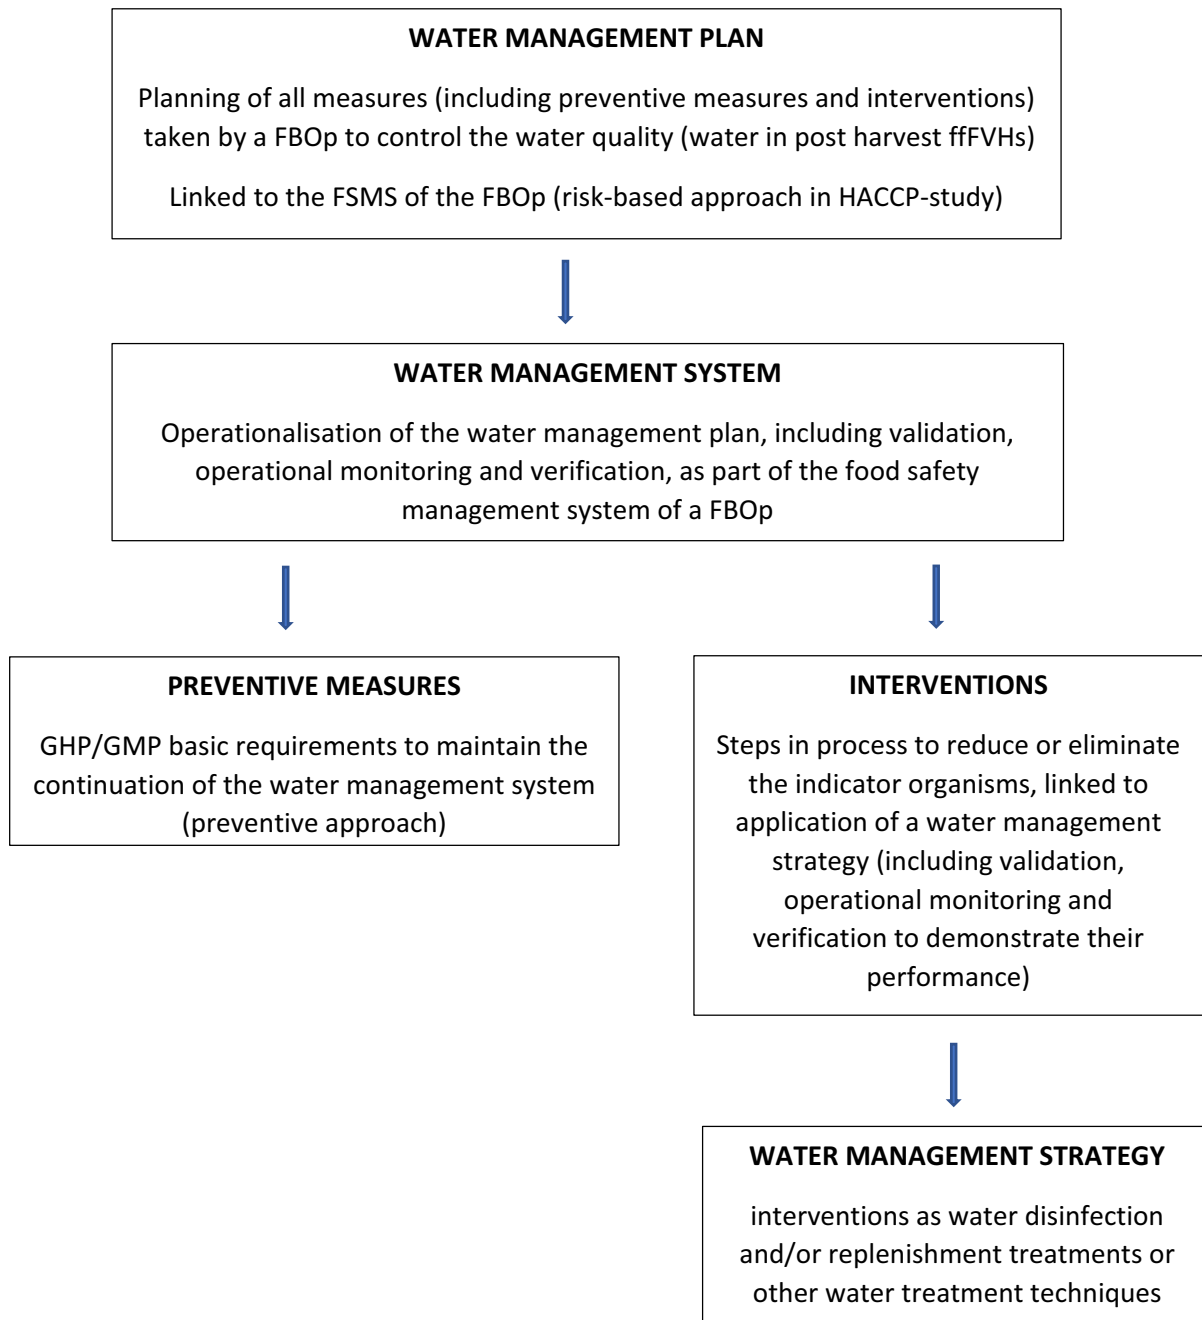 WATER MANAGEMENT PLAN
Planning of all measures (including preventive measures and interventions)
taken by a FBOp to control the water quality (water in post harvest ffFVHs)
Linked to the FSMS of the FBOp (risk-based approach in HACCP-study)
WATER MANAGEMENT SYSTEM
Operationalisation of the water management plan, including validation,
operational monitoring and verification, as part of the food safety
management system of a FBOp
PREVENTIVE MEASURES
GHP/GMP basic requirements to maintain the
continuation of the water management system
(preventive approach)
INTERVENTIONS
Steps in process to reduce or eliminate
the indicator organisms, linked to
application of a water management
strategy (including validation,
operational monitoring and
verification to demonstrate their
performance)
WATER MANAGEMENT STRATEGY
interventions as water disinfection
and/or replenishment treatments or
other water treatment techniques